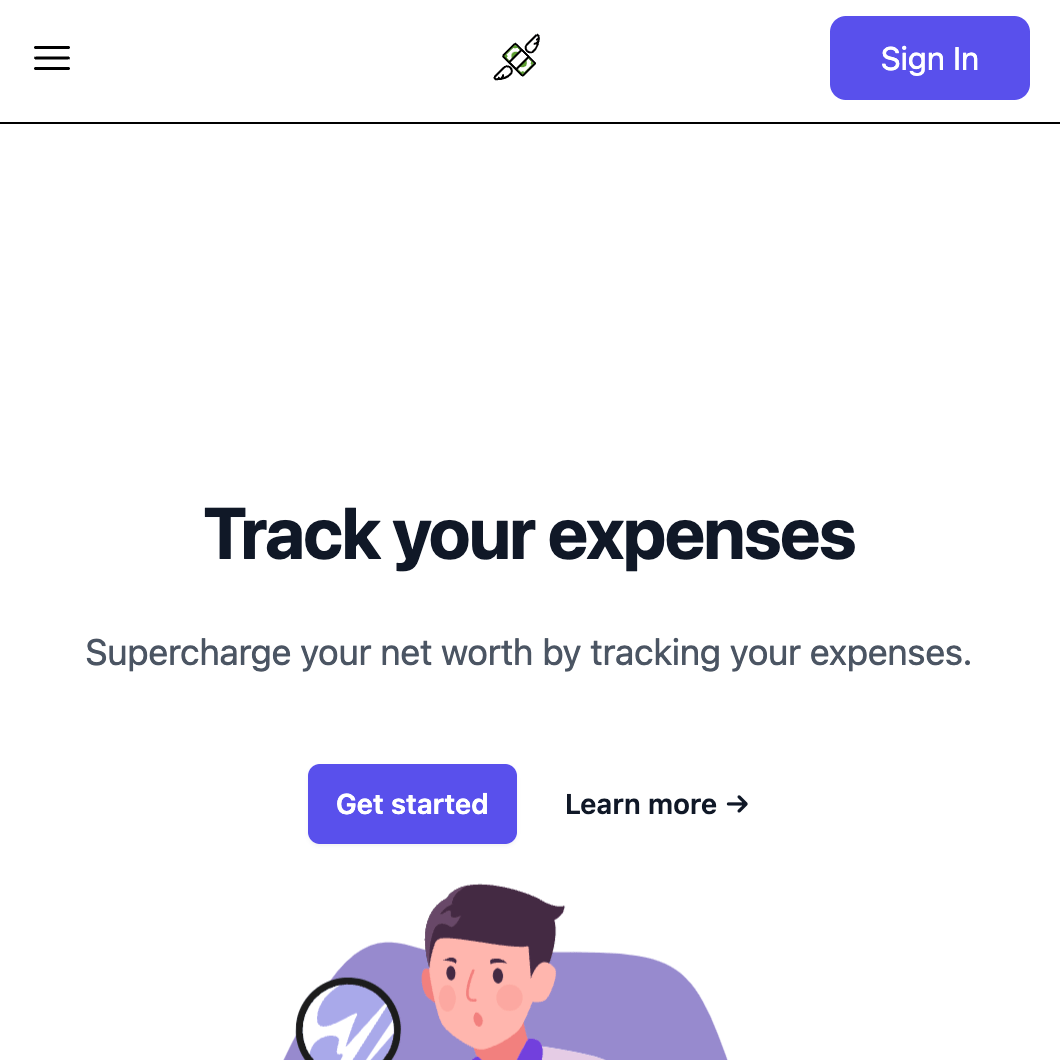 Sign In
Track your expenses
Supercharge your net worth by tracking your expenses.
Get started
Learn more →